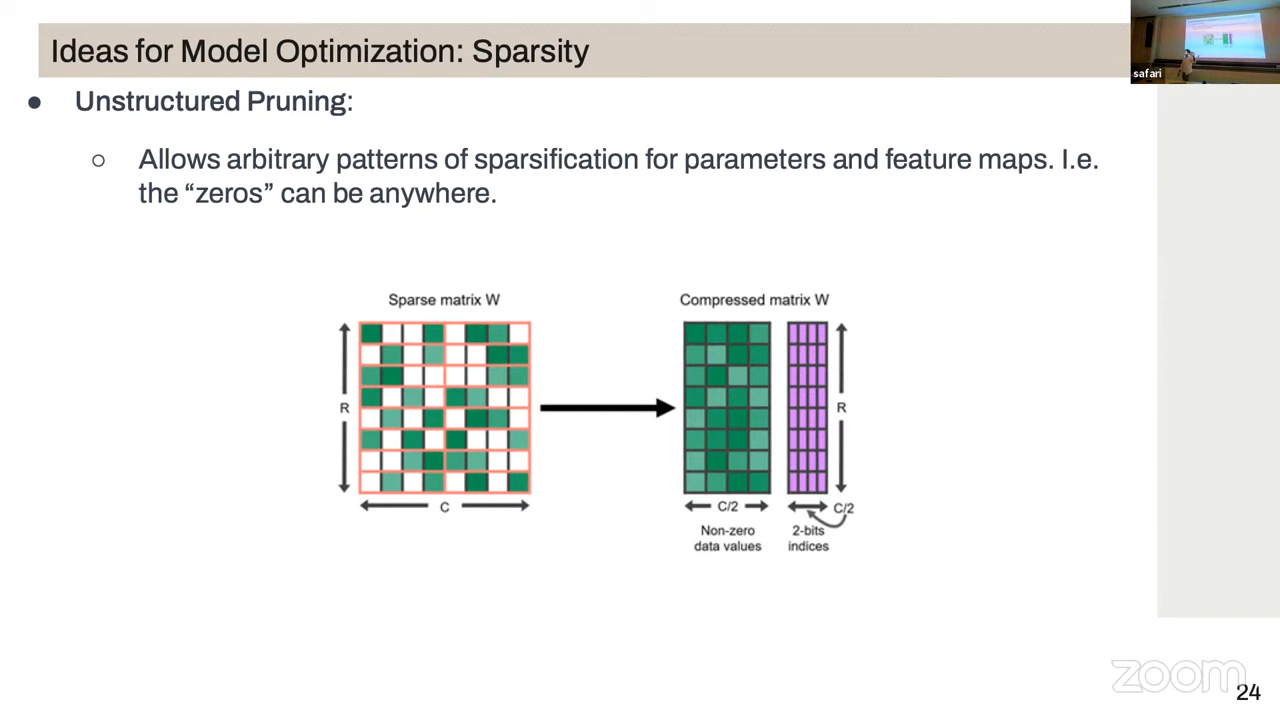 Ideas for Model Optimization: Sparsity
safari
● Unstructured Pruning:
○ Allows arbitrary patterns of sparsification for parameters and feature maps. I.e.
the “zeros” can be anywhere.
Sparse matrix W
Compressed matrix W
R
R
C
C/2
C/2
Non-zero
data values
2-bits
indices
zoom
24